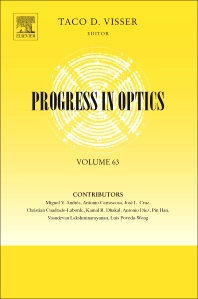 TACO D. VISSER
EDITOR
ELSEVIER
PROGRESS IN OPTICS
VOLUME 63
CONTRIBUTORS
Miguel V. Andrés, Antonio Carrascosa, José L. Cruz,
Christian Cuadrado-Laborde, Kamal R. Dhakal, Antonio Díez, Pin Han,
Vasudevan Lakshminarayanan, Luis Poveda-Wong